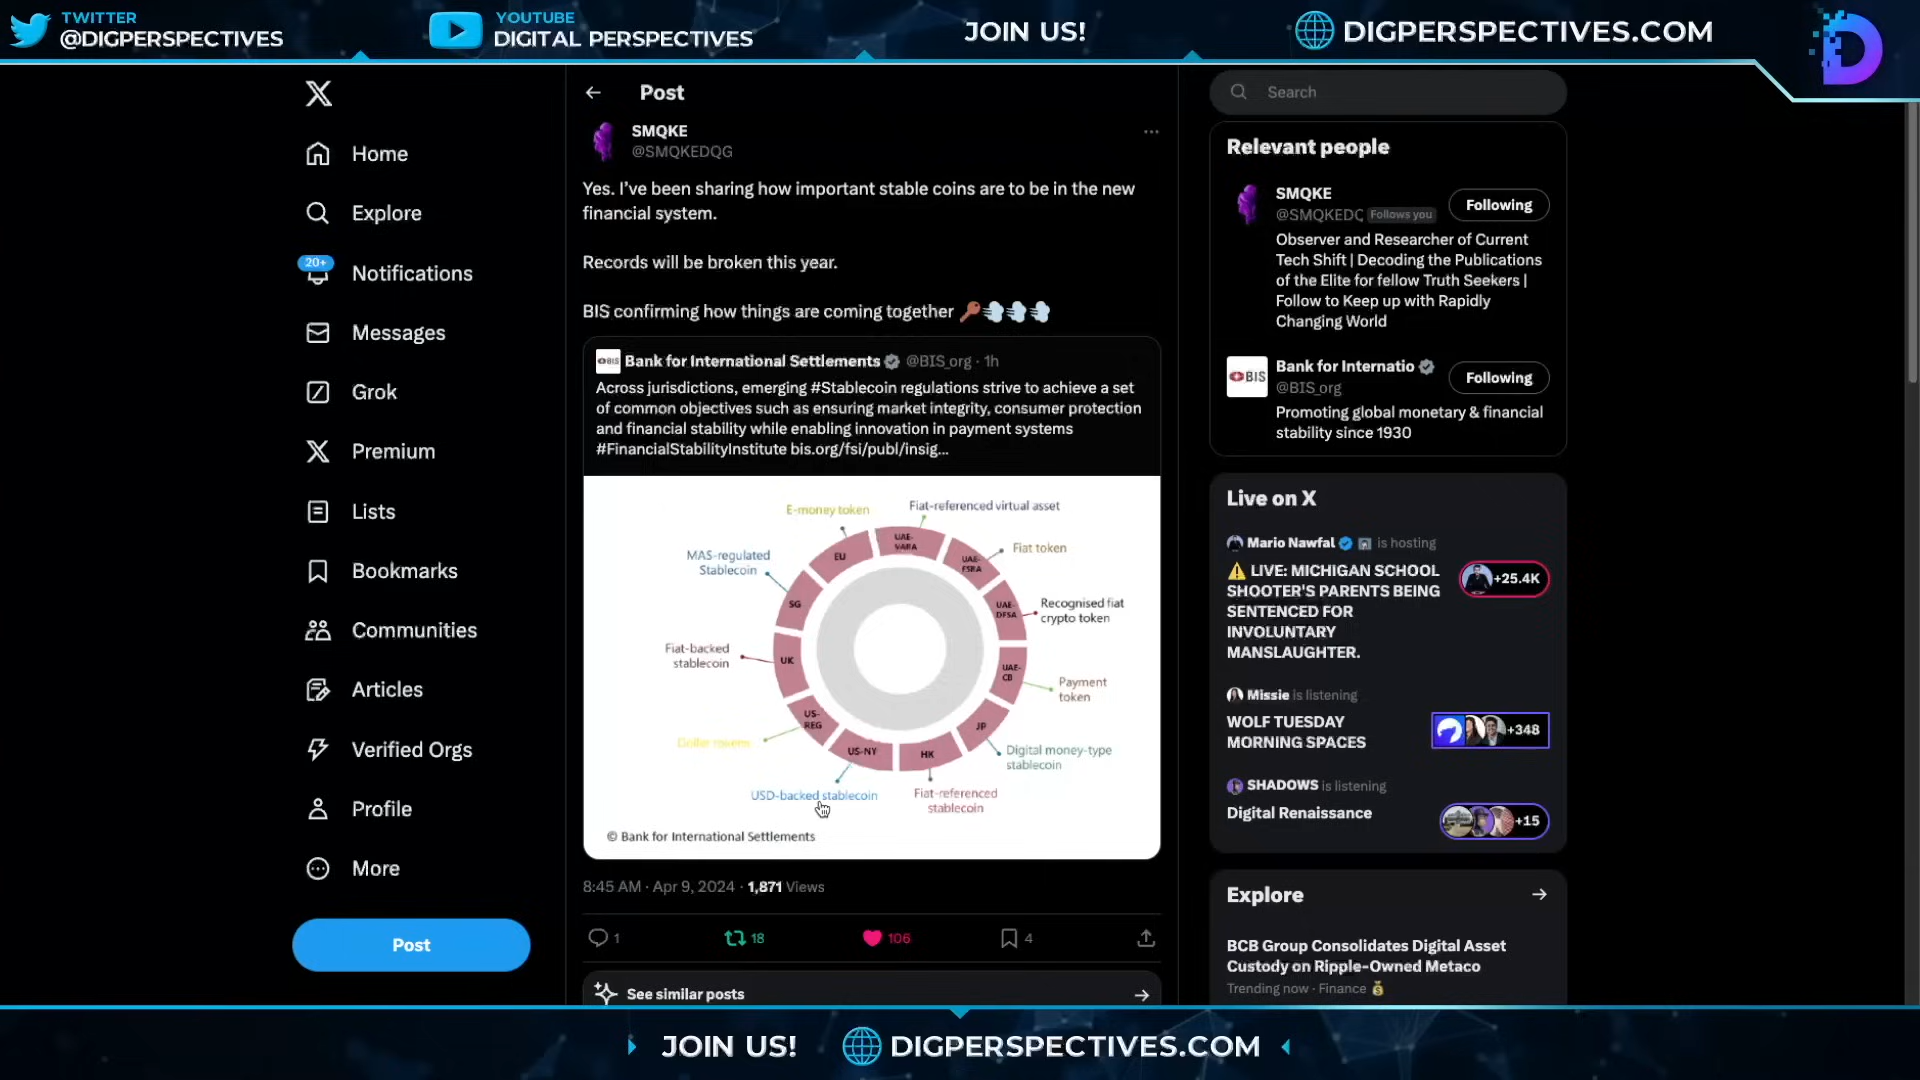 TWITTER
@DIGPERSPECTIVES
YOUTUBE
DIGITAL PERSPECTIVES
JOIN US!
DIGPERSPECTIVES.COM
Home
Explore
20+
Notifications
Messages
Grok
Premium
Lists
Bookmarks
Communities
Articles
Verified Orgs
Profile
More
Post
Post
SMQKE
@SMQKEDQG
Yes. I've been sharing how important stable coins are to be in the new
financial system.
Records will be broken this year.
BIS confirming how things are coming together 🔑💨💨💨
BIS
Bank for International Settlements @BIS_org · 1h
Across jurisdictions, emerging #Stablecoin regulations strive to achieve a set
of common objectives such as ensuring market integrity, consumer protection
and financial stability while enabling innovation in payment systems
#FinancialStabilityInstitute bis.org/fsi/publ/insig...
E-money token
Fiat-referenced virtual asset
MAS-regulated
Stablecoin
Fiat token
EU
UAE-
VARA
UAE-
FSRA
SG
UAE-
DFSA
Recognised fiat
crypto token
Fiat-backed
stablecoin
UK
UAE-
CB
Payment
token
US-
REG
Dollar tokens
US-NY
HK
JP
Digital money-type
stablecoin
USD-backed stablecoin
Fiat-referenced
stablecoin
© Bank for International Settlements
8:45 AM · Apr 9, 2024 · 1,871 Views
1
18
106
4
See similar posts
Search
Relevant people
SMQKE
@SMQKEDQ Follows you
Following
Observer and Researcher of Current
Tech Shift | Decoding the Publications
of the Elite for fellow Truth Seekers |
Follow to Keep up with Rapidly
Changing World
BIS
Bank for Internatio
@BIS_org
Following
Promoting global monetary & financial
stability since 1930
Live on X
Mario Nawfal is hosting
⚠️ LIVE: MICHIGAN SCHOOL
SHOOTER'S PARENTS BEING
SENTENCED FOR
INVOLUNTARY
MANSLAUGHTER.
+25.4K
Missie is listening
WOLF TUESDAY
MORNING SPACES
+348
SHADOWS is listening
Digital Renaissance
+15
Explore
BCB Group Consolidates Digital Asset
Custody on Ripple-Owned Metaco
Trending now · Finance 💰
JOIN US!
DIGPERSPECTIVES.COM